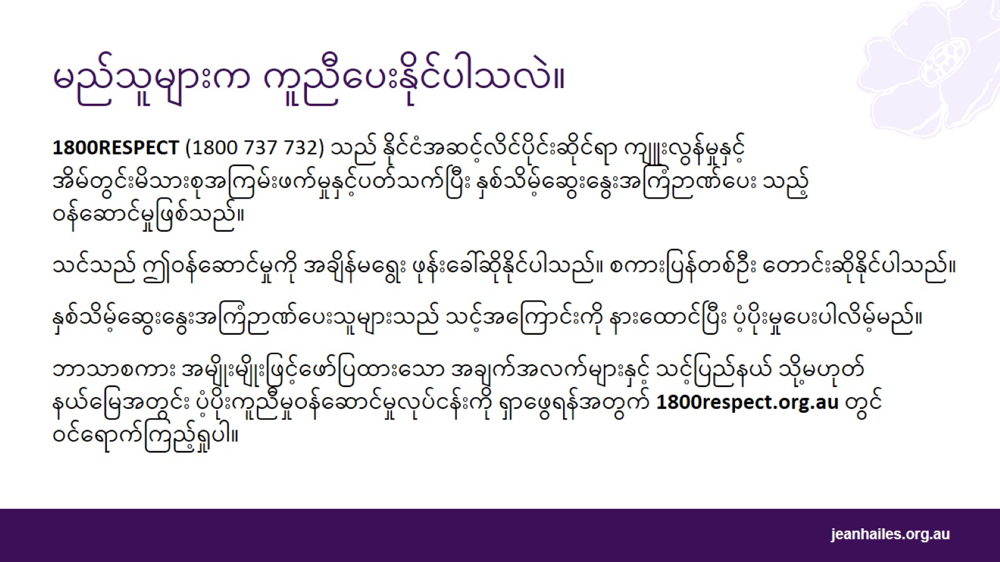 မည်သူများက ကူညီပေးနိုင်ပါသလဲ။
1800RESPECT (1800 737 732) သည် နိုင်ငံအဆင့်လိင်ပိုင်းဆိုင်ရာ ကျူးလွန်မှုနှင့်
အိမ်တွင်းမိသားစုအကြမ်းဖက်မှုနှင့်ပတ်သက်ပြီး နှစ်သိမ့်ဆွေးနွေးအကြံဉာဏ်ပေး သည့်
ဝန်ဆောင်မှုဖြစ်သည်။
သင်သည် ဤဝန်ဆောင်မှုကို အချိန်မရွေး ဖုန်းခေါ်ဆိုနိုင်ပါသည်။ စကားပြန်တစ်ဦး တောင်းဆိုနိုင်ပါသည်။
နှစ်သိမ့်ဆွေးနွေးအကြံဉာဏ်ပေးသူများသည် သင့်အကြောင်းကို နားထောင်ပြီး ပံ့ပိုးမှုပေးပါလိမ့်မည်။
ဘာသာစကား အမျိုးမျိုးဖြင့်ဖော်ပြထားသော အချက်အလက်များနှင့် သင့်ပြည်နယ် သို့မဟုတ်
နယ်မြေအတွင်း ပံ့ပိုးကူညီမှုဝန်ဆောင်မှုလုပ်ငန်းကို ရှာဖွေရန်အတွက် 1800respect.org.au တွင်
ဝင်ရောက်ကြည့်ရှုပါ။
jeanhailes.org.au